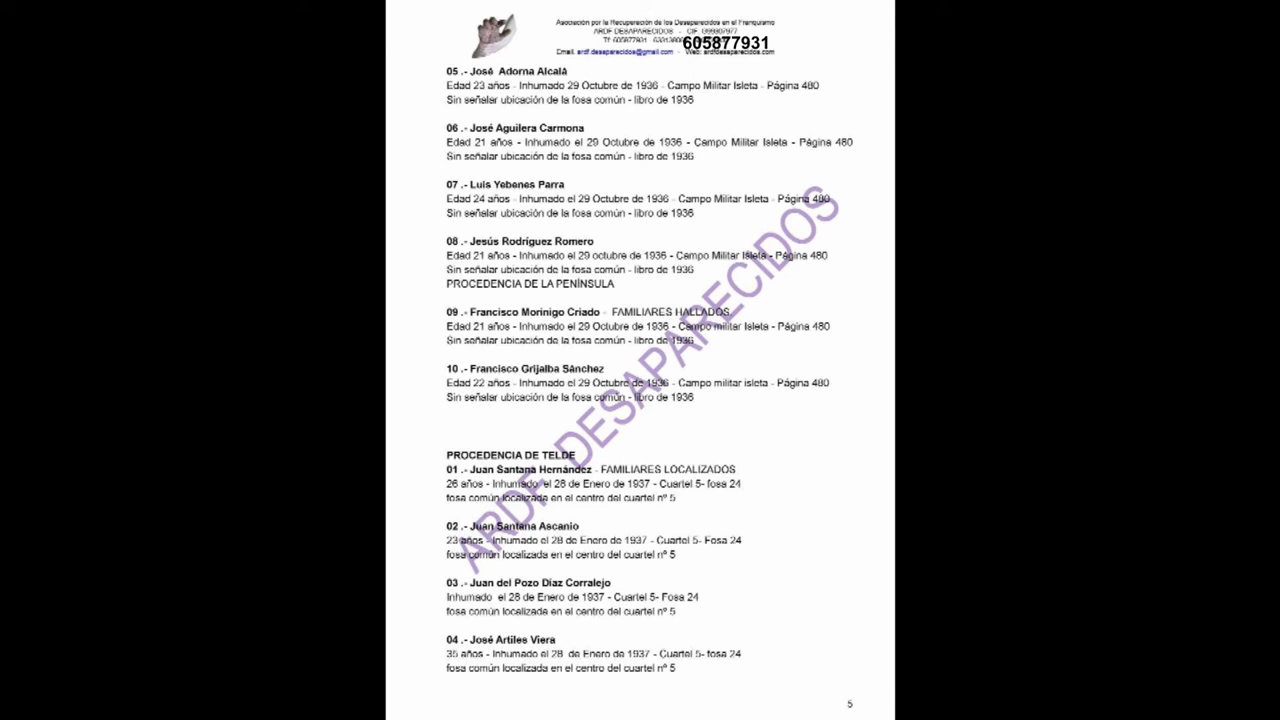 Asociación por la Recuperación de los Desaparecidos en el Franquismo
ARDF DESAPARECIDOS - CIF
Tf: 605877931
605877931
Email: ardf.desaparecidos@gmail.com - Web: ardfdesaparecidos.com
05 .- José Adorna Alcalá
Edad 23 años - Inhumado 29 Octubre de 1936 - Campo Militar Isleta - Página 480
Sin señalar ubicación de la fosa común - libro de 1936
06 .- José Aguilera Carmona
Edad 21 años - Inhumado el 29 Octubre de 1936 - Campo Militar Isleta - Página 480
Sin señalar ubicación de la fosa común - libro de 1936
07 .- Luis Yebenes Parra
Edad 24 años - Inhumado el 29 Octubre de 1936 - Campo Militar Isleta - Página 480
Sin señalar ubicación de la fosa común - libro de 1936
08 .- Jesús Rodríguez Romero
Edad 21 años - Inhumado el 29 octubre de 1936 - Campo Militar Isleta - Página 480
Sin señalar ubicación de la fosa común - libro de 1936
PROCEDENCIA DE LA PENÍNSULA
09 .- Francisco Morinigo Criado - FAMILIARES HALLADOS.
Edad 21 años - Inhumado el 29 Octubre de 1936 - Campo militar Isleta - Página 480
Sin señalar ubicación de la fosa común - libro de 1936
10 .- Francisco Grijalba Sánchez
Edad 22 años - Inhumado el 29 Octubre de 1936 - Campo militar isleta - Página 480
Sin señalar ubicación de la fosa común - libro de 1936
PROCEDENCIA DE TELDE
01 .- Juan Santana Hernández - FAMILIARES LOCALIZADOS
26 años - Inhumado el 28 de Enero de 1937 - Cuartel 5- fosa 24
fosa común localizada en el centro del cuartel nº 5
02 .- Juan Santana Ascanio
23 años - Inhumado el 28 de Enero de 1937 - Cuartel 5- Fosa 24
fosa común localizada en el centro del cuartel nº 5
03 .- Juan del Pozo Díaz Corralejo
Inhumado el 28 de Enero de 1937 - Cuartel 5- Fosa 24
fosa común localizada en el centro del cuartel nº 5
04 .- José Artiles Viera
35 años - Inhumado el 28 de Enero de 1937 - Cuartel 5- fosa 24
fosa común localizada en el centro del cuartel nº 5
ARDF DESAPARECIDOS
5